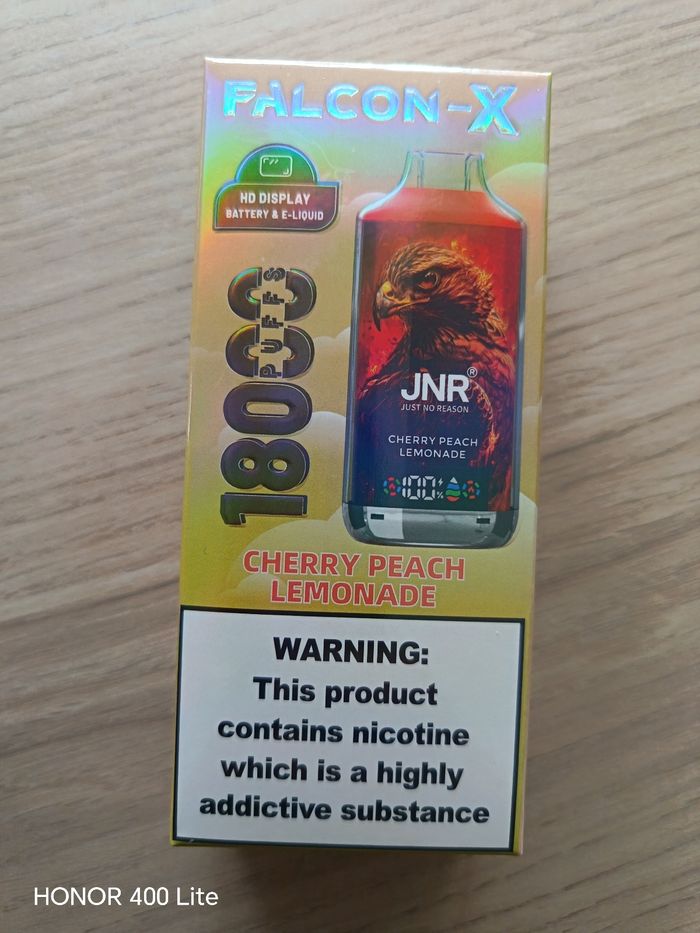 FALCON-X
HD DISPLAY
BATTERY & E-LIQUID
18000
PUFFS
JNR®
JUST NO REASON
CHERRY PEACH
LEMONADE
100%
CHERRY PEACH
LEMONADE
WARNING:
This product
contains nicotine
which is a highly
addictive substance
HONOR 400 Lite